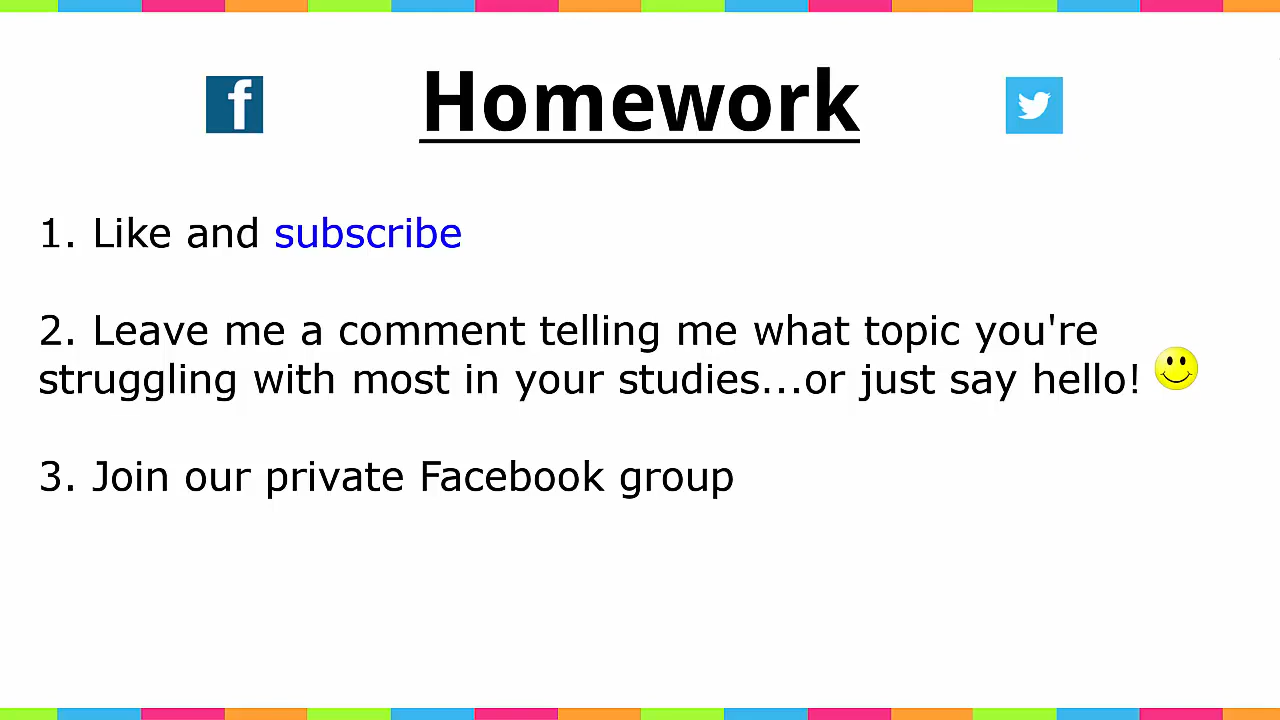 Homework
1. Like and subscribe
2. Leave me a comment telling me what topic you're
struggling with most in your studies...or just say hello!
3. Join our private Facebook group